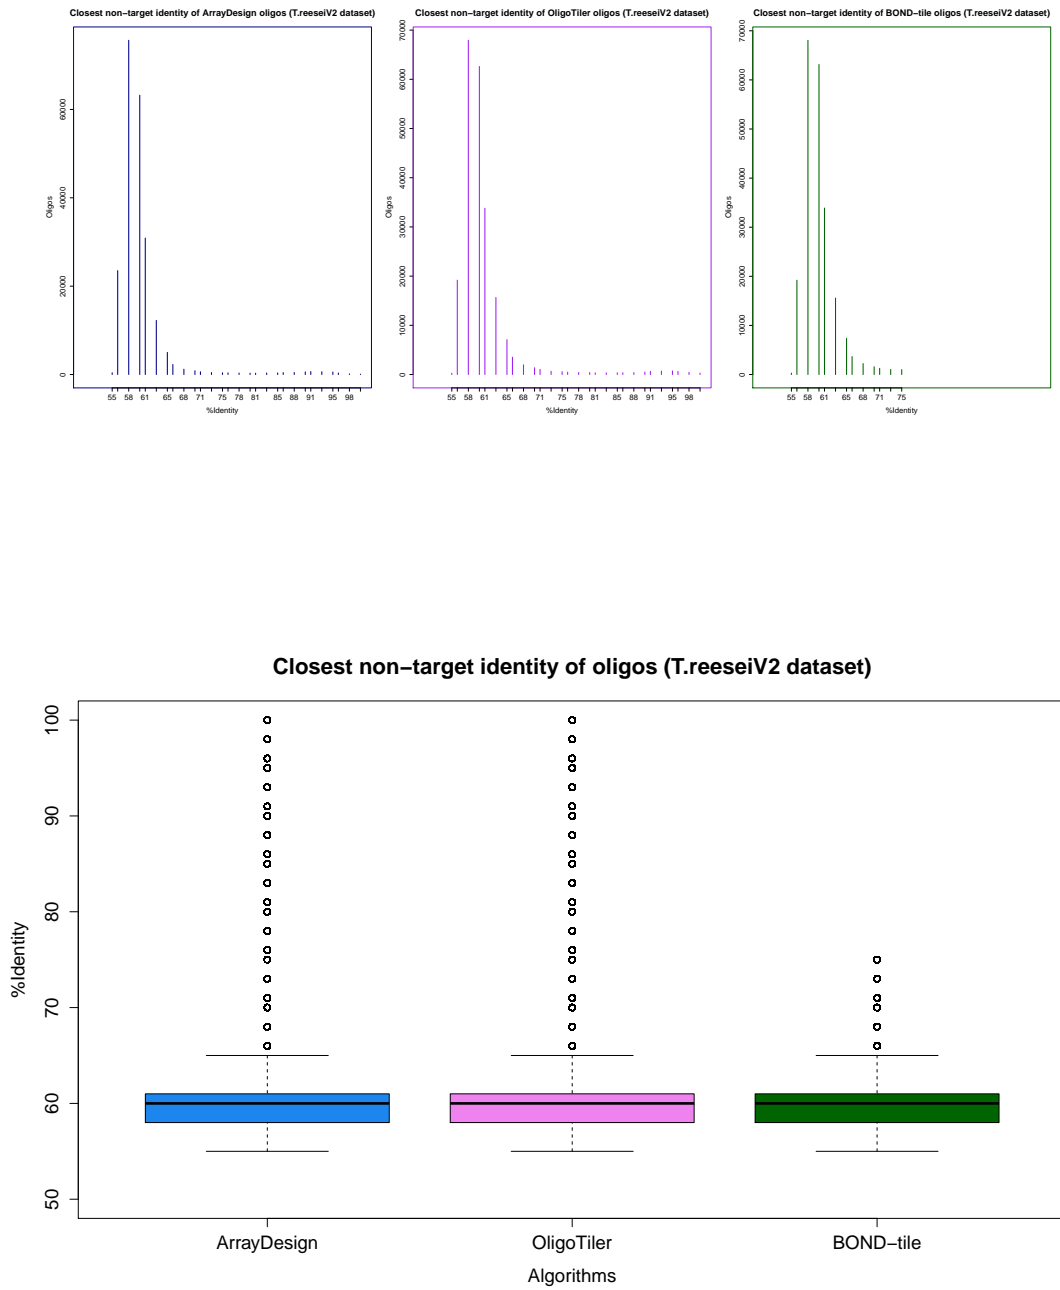 Closest non−target identity of ArrayDesign oligos (T.reeseiV2 dataset)
Oligos
0 20000 40000 60000
55 58 61 65 68 71 75 78 81 85 88 91 95 98
%Identity
Closest non−target identity of OligoTiler oligos (T.reeseiV2 dataset)
Oligos
0 10000 20000 30000 40000 50000 60000 70000
55 58 61 65 68 71 75 78 81 85 88 91 95 98
%Identity
Closest non−target identity of BOND−tile oligos (T.reeseiV2 dataset)
Oligos
0 10000 20000 30000 40000 50000 60000 70000
55 58 61 65 68 71 75
%Identity
Closest non−target identity of oligos (T.reeseiV2 dataset)
%Identity
50 60 70 80 90 100
ArrayDesign OligoTiler BOND−tile
Algorithms